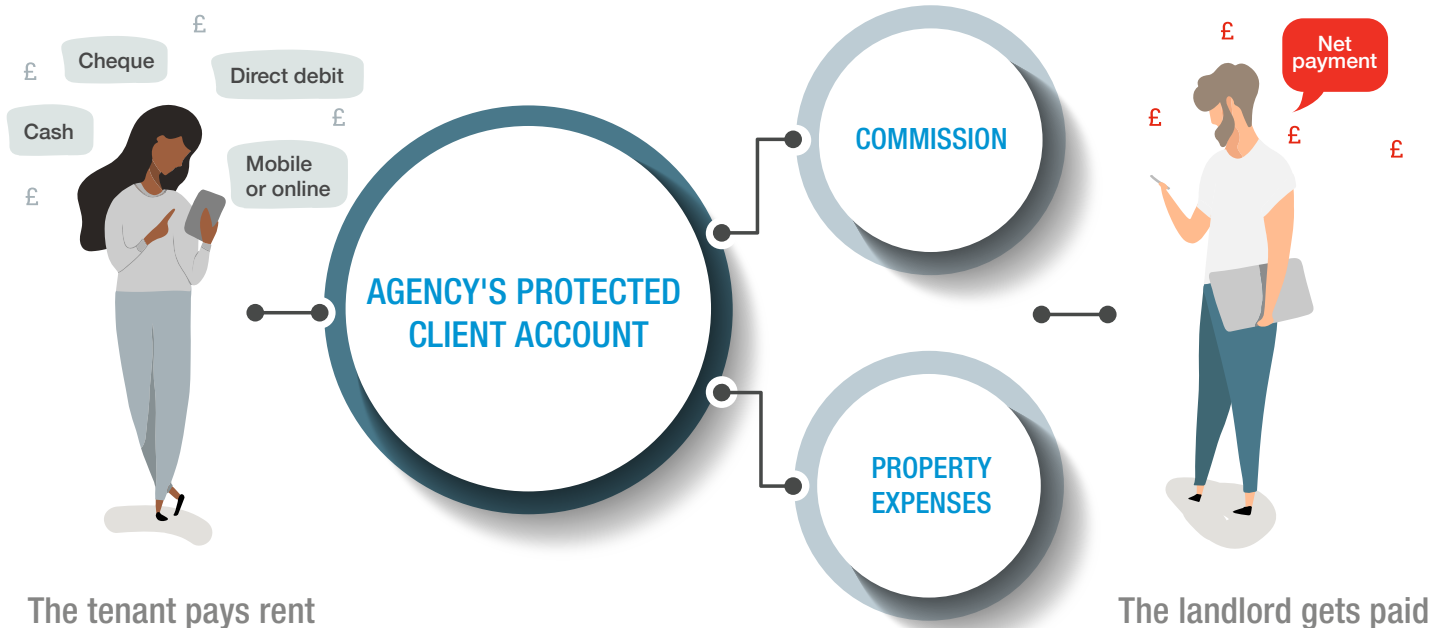 £
Cheque
£
Direct debit
Cash
£
Mobile
or online
£
AGENCY'S PROTECTED
CLIENT ACCOUNT
COMMISSION
PROPERTY
EXPENSES
£
Net
payment
£
£
£
The tenant pays rent
The landlord gets paid